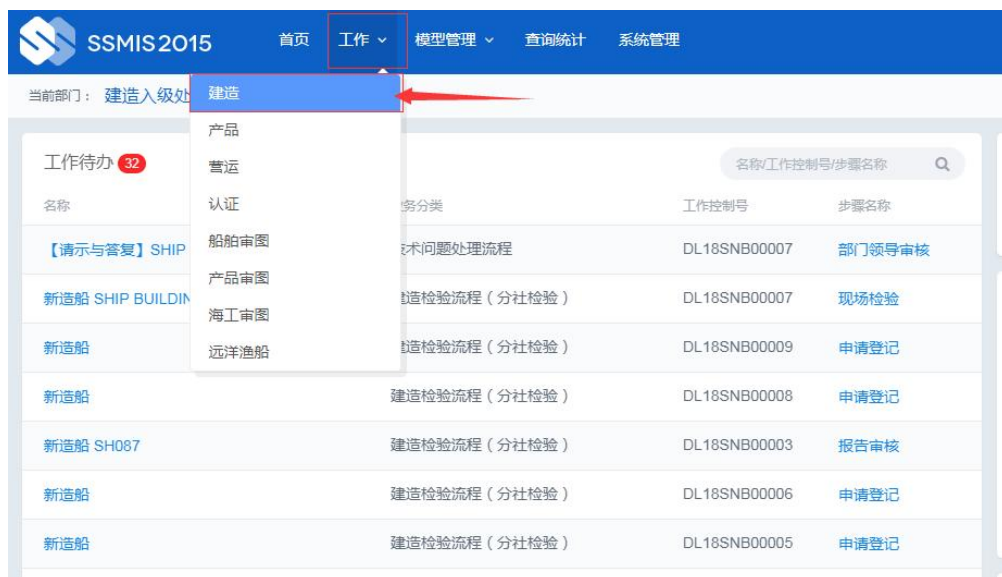 SSMIS2015 首页 工作 模型管理 查询统计 系统管理
当前部门： 建造入级处
建造
产品
营运
认证
船舶审图
产品审图
海工审图
远洋渔船
工作待办 32 名称/工作控制号/步骤名称
名称 务分类 工作控制号 步骤名称
【请示与答复】SHIP 术问题处理流程 DL18SNB00007 部门领导审核
新造船 SHIP BUILDIN 造检验流程（分社检验） DL18SNB00007 现场检验
新造船 造检验流程（分社检验） DL18SNB00009 申请登记
新造船 建造检验流程（分社检验） DL18SNB00008 申请登记
新造船 SH087 建造检验流程（分社检验） DL18SNB00003 报告审核
新造船 建造检验流程（分社检验） DL18SNB00006 申请登记
新造船 建造检验流程（分社检验） DL18SNB00005 申请登记